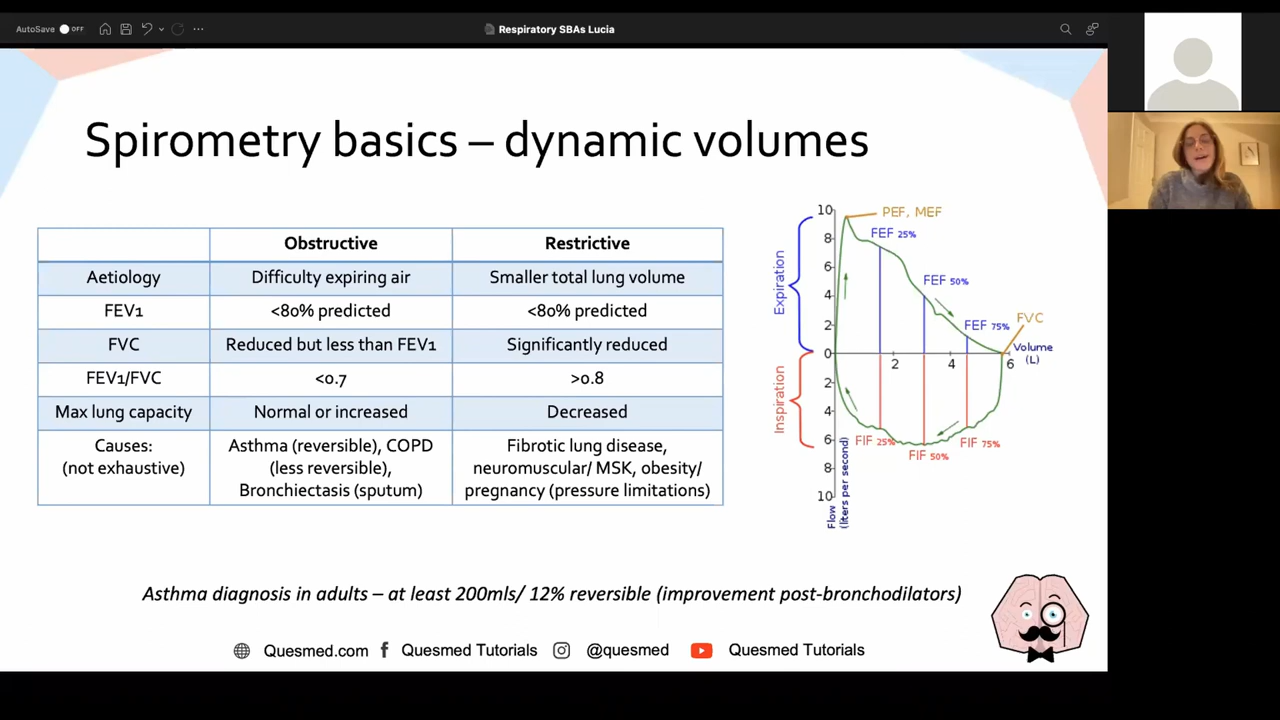 AutoSave OFF
Respiratory SBAs Lucia
Spirometry basics – dynamic volumes
Obstructive Restrictive
Aetiology Difficulty expiring air Smaller total lung volume
FEV1 <80% predicted <80% predicted
FVC Reduced but less than FEV1 Significantly reduced
FEV1/FVC <0.7 >0.8
Max lung capacity Normal or increased Decreased
Causes: Asthma (reversible), COPD Fibrotic lung disease,
(not exhaustive) (less reversible), neuromuscular/ MSK, obesity/
Bronchiectasis (sputum) pregnancy (pressure limitations)
10
PEF, MEF
8
FEF 25%
6
FEF 50%
4
2
FEF 75%
FVC
Expiration
0
2
4
6
Volume
(L)
Inspiration
2
4
6
8
10
FIF 25%
FIF 50%
FIF 75%
Flow
(liters per second)
Asthma diagnosis in adults – at least 200mls/ 12% reversible (improvement post-bronchodilators)
Quesmed.com Quesmed Tutorials @quesmed Quesmed Tutorials